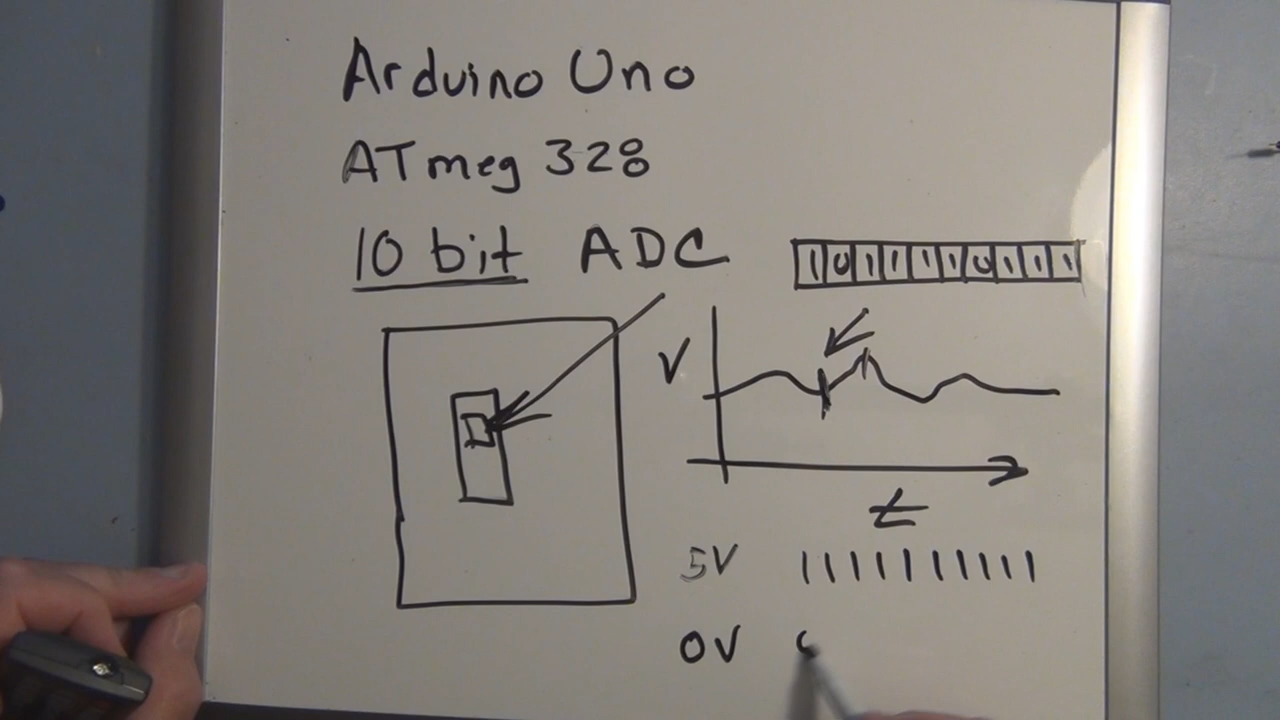 Arduino Uno
ATmeg 328
10 bit ADC
1011110111
V
t
5V 1111111111
0V